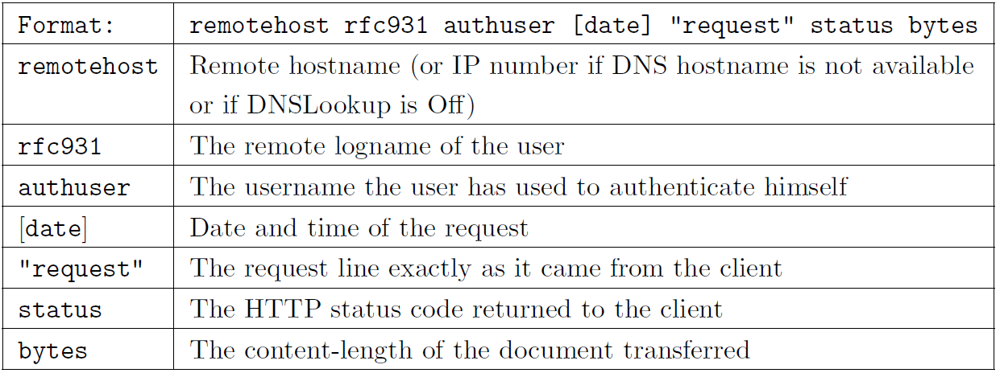 Format: remotehost rfc931 authuser [date] "request" status bytes
remotehost Remote hostname (or IP number if DNS hostname is not available
or if DNSLookup is Off)
rfc931 The remote logname of the user
authuser The username the user has used to authenticate himself
[date] Date and time of the request
"request" The request line exactly as it came from the client
status The HTTP status code returned to the client
bytes The content-length of the document transferred